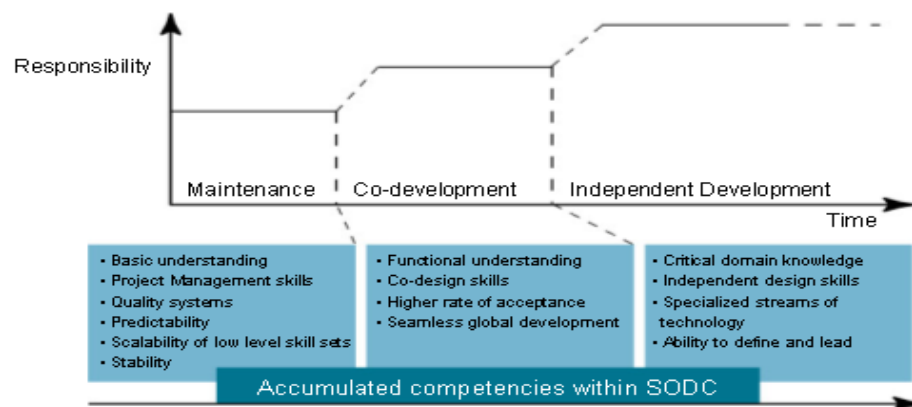 Responsibility
Maintenance
Co-development
Independent Development
Time
• Basic understanding
• Project Management skills
• Quality systems
• Predictability
• Scalability of low level skill sets
• Stability
• Functional understanding
• Co-design skills
• Higher rate of acceptance
• Seamless global development
• Critical domain knowledge
• Independent design skills
• Specialized streams of
technology
• Ability to define and lead
Accumulated competencies within SODC